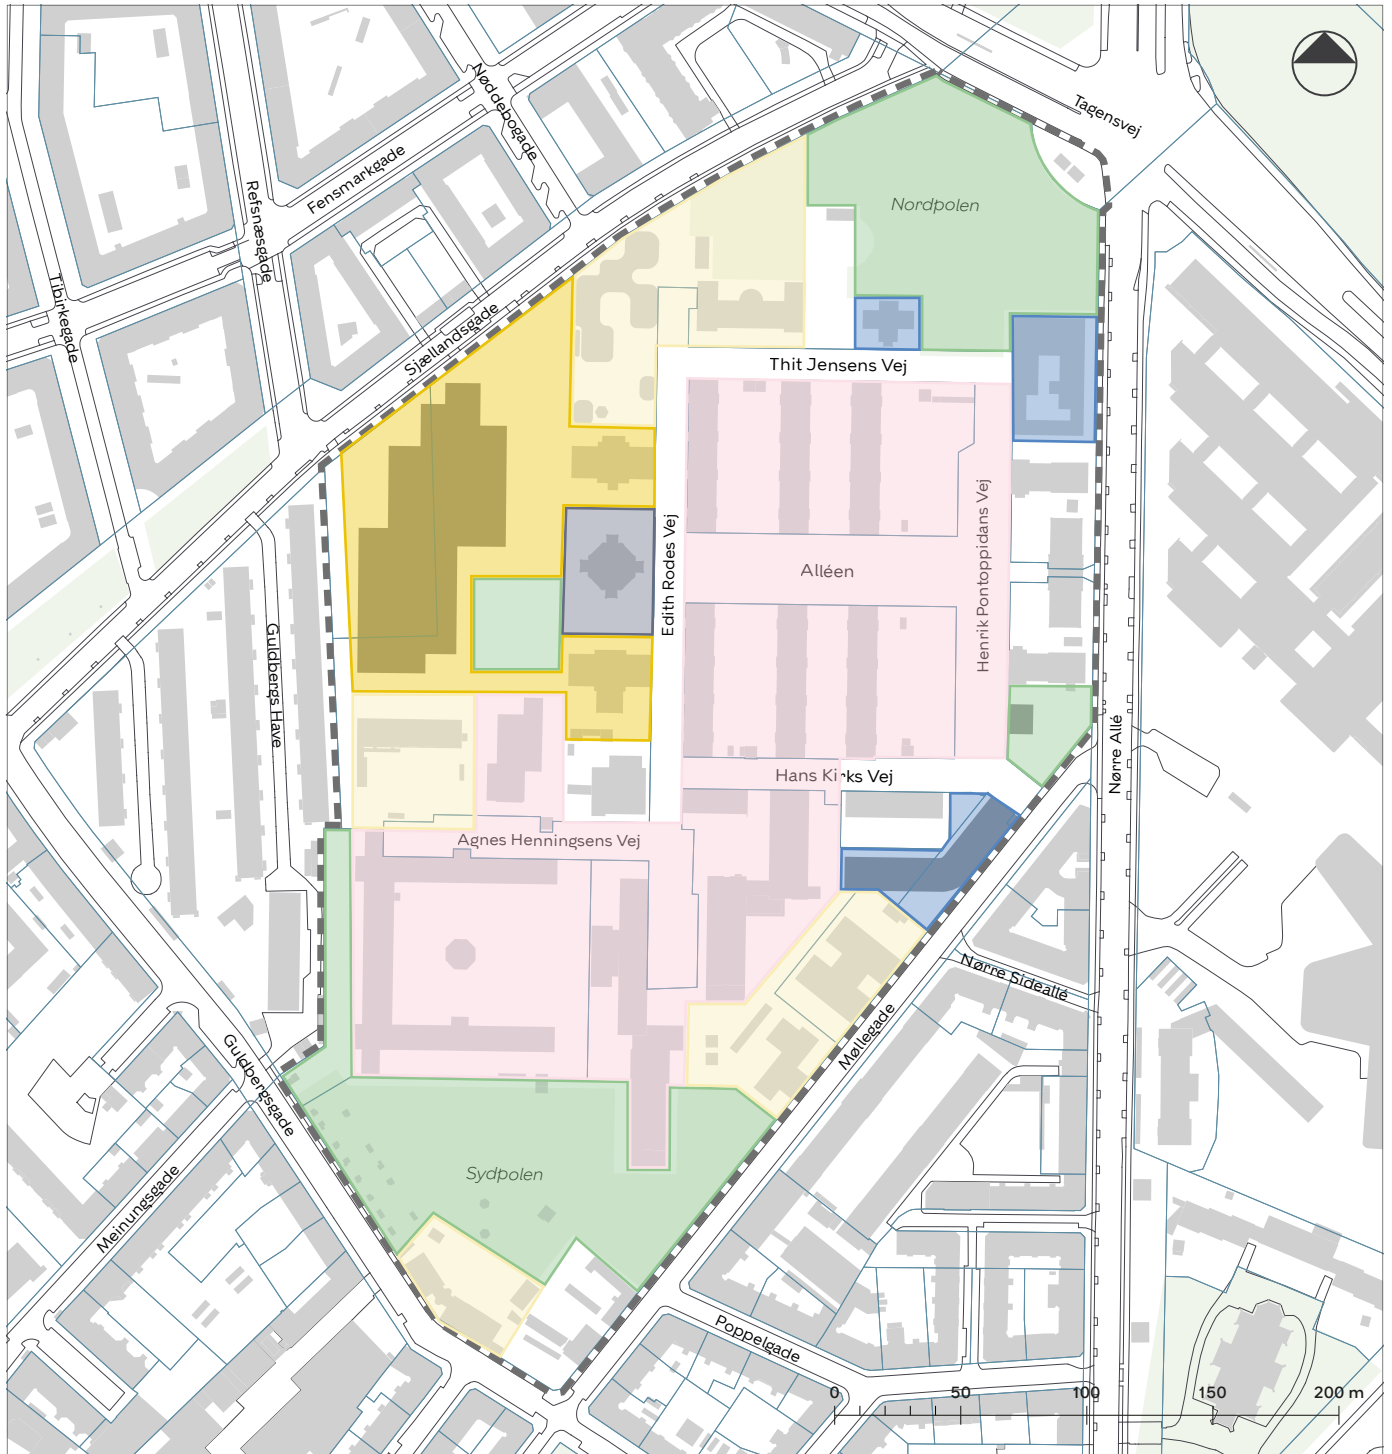 Nøddebogade
Tagensvej
Fensmarkgade
Refsnæsgade
Nordpolen
Tibirkegade
Sjællandsgade
Thit Jensens Vej
Edith Rodes Vej
Henrik Pontoppidans Vej
Alléen
Guldbergs Have
Nørre Allé
Hans Kirks Vej
Agnes Henningsens Vej
Nørre Sideallé
Møllegade
Guldbergsgade
Meinungsgade
Sydpolen
Poppelgade
0 50 100 150 200 m